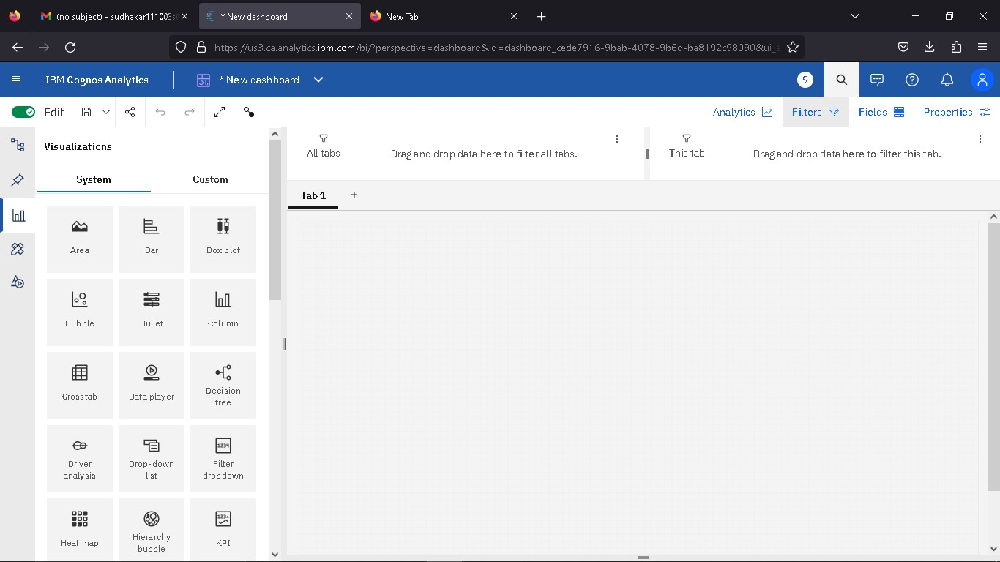 (no subject) - sudhakar111003s
* New dashboard
New Tab
https://us3.ca.analytics.ibm.com/bi/?perspective=dashboard&id=dashboard_cede7916-9bab-4078-9b6d-ba8192c98090&ui_a
IBM Cognos Analytics
* New dashboard
9
Edit
Analytics
Filters
Fields
Properties
Visualizations
System
Custom
All tabs
Drag and drop data here to filter all tabs.
This tab
Drag and drop data here to filter this tab.
Tab 1
Area
Bar
Box plot
Bubble
Bullet
Column
Crosstab
Data player
Decision
tree
Driver
analysis
Drop-down
list
1234
Filter
dropdown
Heat map
Hierarchy
bubble
KPI